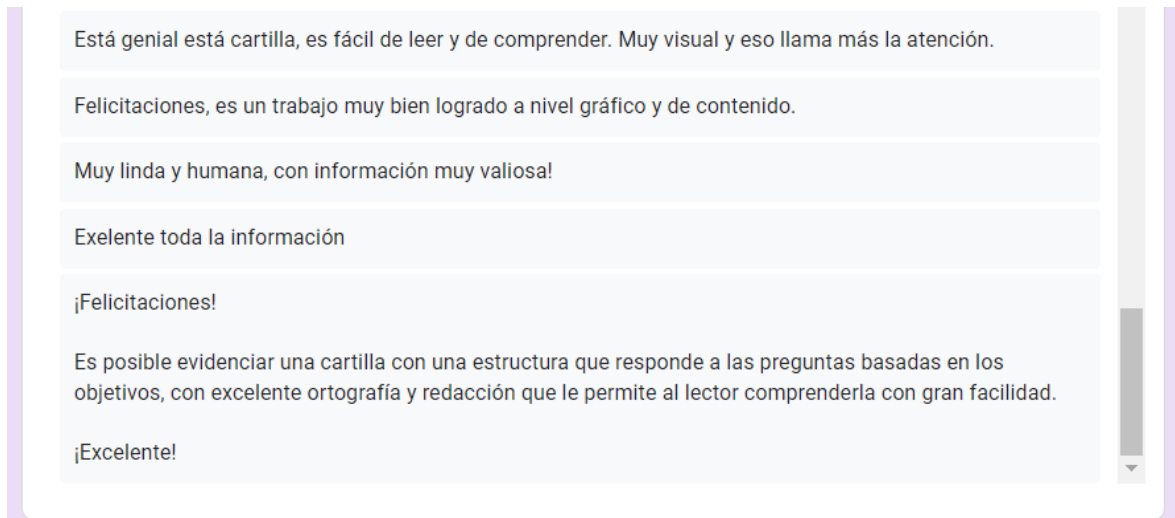 Está genial está cartilla, es fácil de leer y de comprender. Muy visual y eso llama más la atención.
Felicitaciones, es un trabajo muy bien logrado a nivel gráfico y de contenido.
Muy linda y humana, con información muy valiosa!
Exelente toda la información
¡Felicitaciones!
Es posible evidenciar una cartilla con una estructura que responde a las preguntas basadas en los
objetivos, con excelente ortografía y redacción que le permite al lector comprenderla con gran facilidad.
¡Excelente!